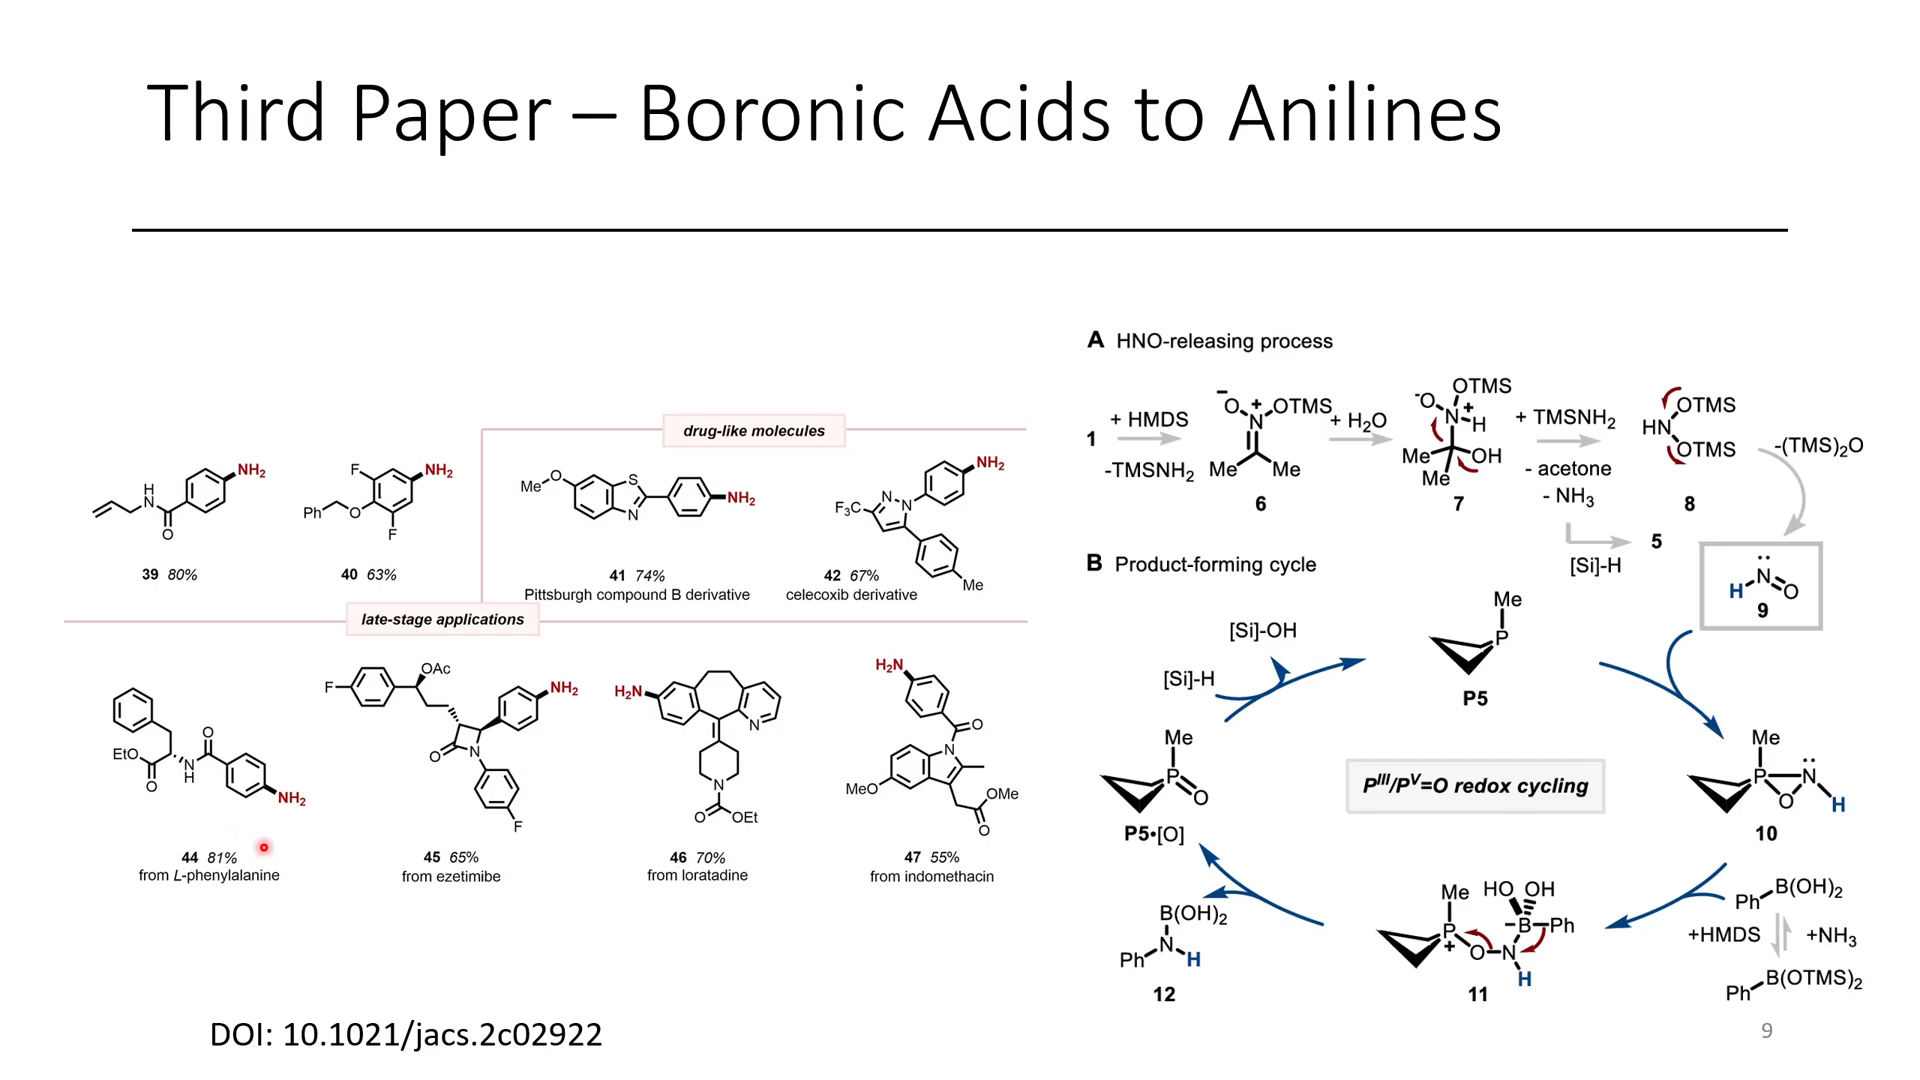 Third Paper – Boronic Acids to Anilines
drug-like molecules
NH2
H
N
O
39 80%
F
NH2
Ph
O
F
40 63%
MeO
S
N
NH2
41 74%
Pittsburgh compound B derivative
NH2
F3C
N
N
Me
42 67%
celecoxib derivative
late-stage applications
EtO
O
O
N
H
NH2
44 81%
from L-phenylalanine
F
OAc
NH2
O
N
F
45 65%
from ezetimibe
H2N
N
N
O
OEt
46 70%
from loratadine
H2N
O
N
MeO
OMe
O
47 55%
from indomethacin
A HNO-releasing process
1
+ HMDS
-TMSNH2
−
O
+
N
OTMS
Me
Me
6
+ H2O
OTMS
-O
N
+
H
Me
OH
Me
7
+ TMSNH2
- acetone
- NH3
[Si]-H
5
OTMS
HN
OTMS
8
-(TMS)2O
H
N
O
9
B Product-forming cycle
[Si]-OH
[Si]-H
Me
P
P5
Me
P
O
P5•[O]
PIII/PV=O redox cycling
Me
P
N
O
H
10
Ph
B(OH)2
+HMDS
+NH3
Ph
B(OTMS)2
Me
HO
OH
P
+
−
B
Ph
O
N
H
11
B(OH)2
N
Ph
H
12
DOI: 10.1021/jacs.2c02922
9